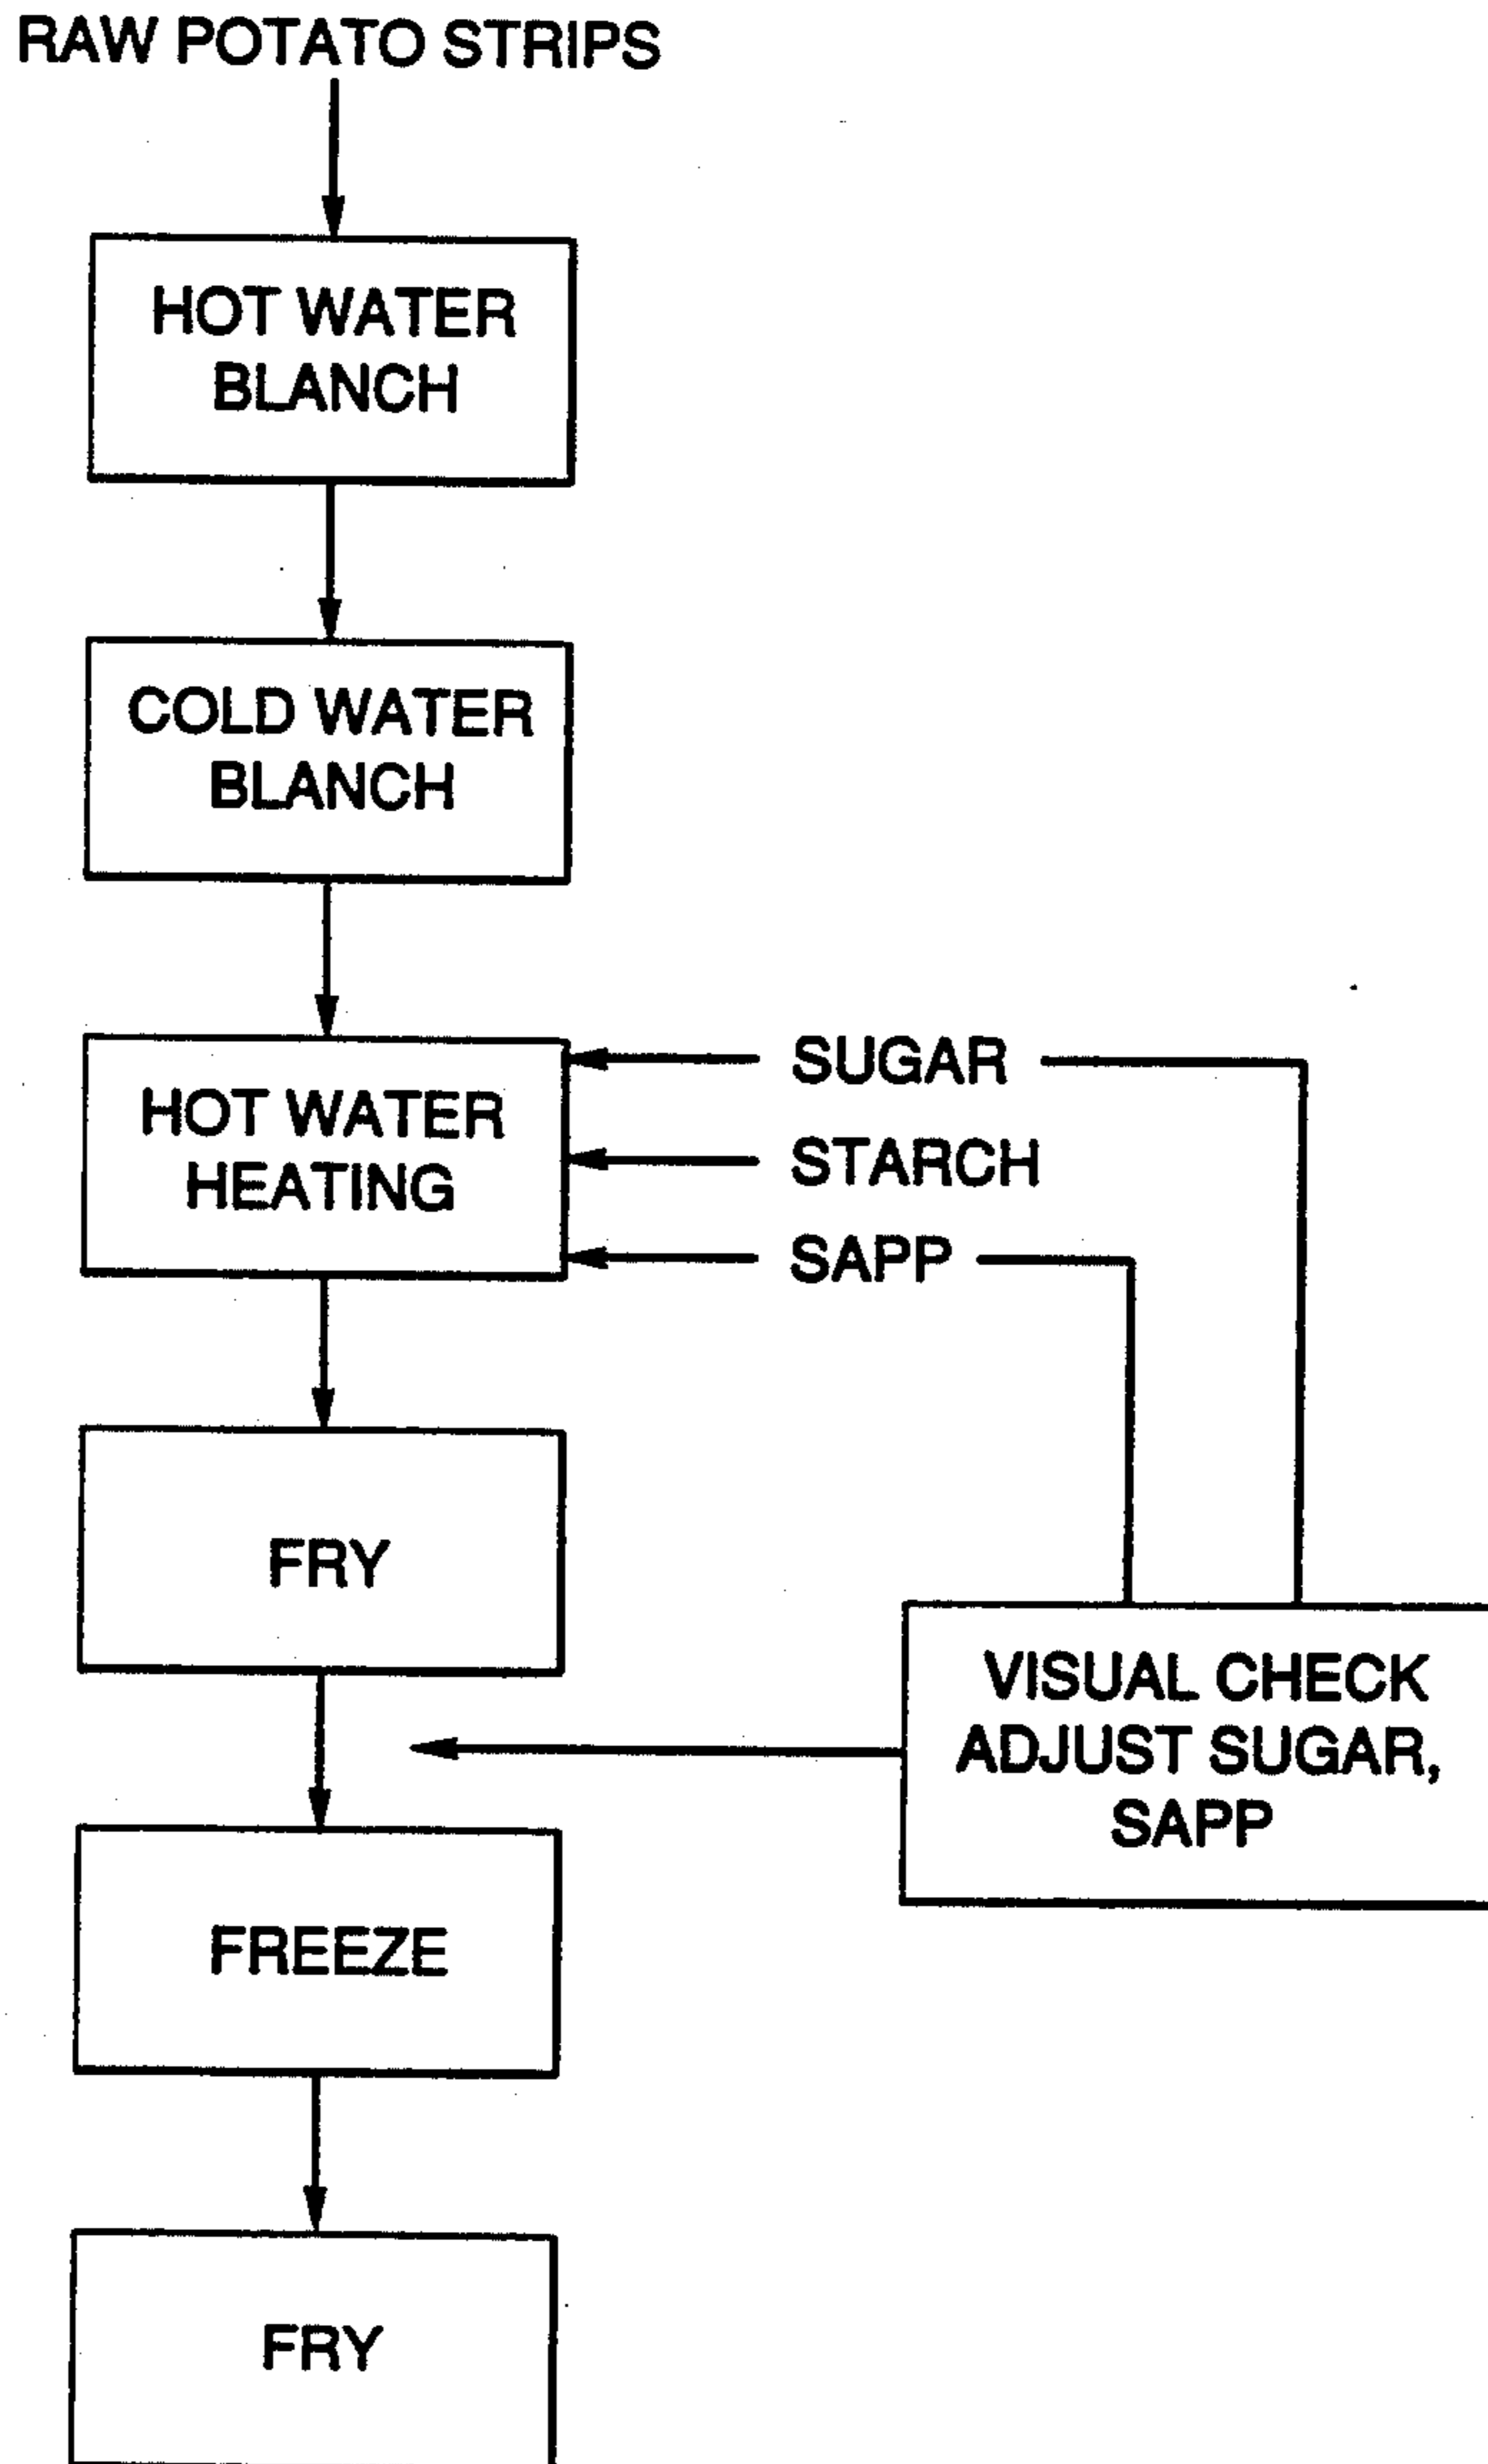 RAW POTATO STRIPS
HOT WATER
BLANCH
COLD WATER
BLANCH
HOT WATER
HEATING
SUGAR
STARCH
SAPP
FRY
VISUAL CHECK
ADJUST SUGAR,
SAPP
FREEZE
FRY